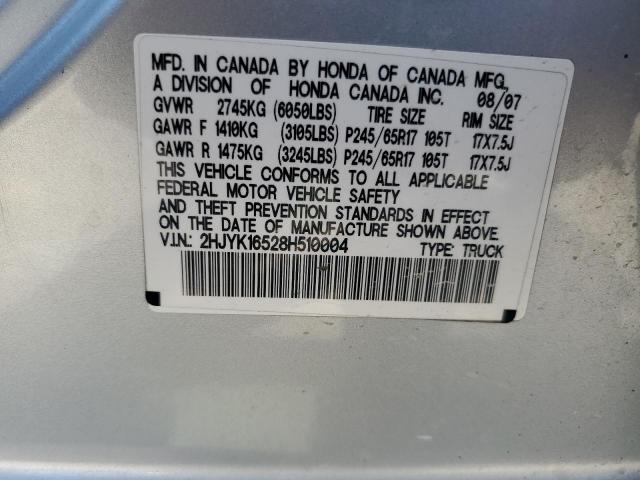 MFD. IN CANADA BY HONDA OF CANADA MFG.
A DIVISION OF HONDA CANADA INC. 08/07
GVWR 2745KG (6050LBS) TIRE SIZE RIM SIZE
GAWR F 1410KG (3105LBS) P245/65R17 105T 17X7.5J
GAWR R 1475KG (3245LBS) P245/65R17 105T 17X7.5J
THIS VEHICLE CONFORMS TO ALL APPLICABLE
FEDERAL MOTOR VEHICLE SAFETY
AND THEFT PREVENTION STANDARDS IN EFFECT
ON THE DATE OF MANUFACTURE SHOWN ABOVE.
V.I.N.: 2HJYK16528H510004 TYPE: TRUCK